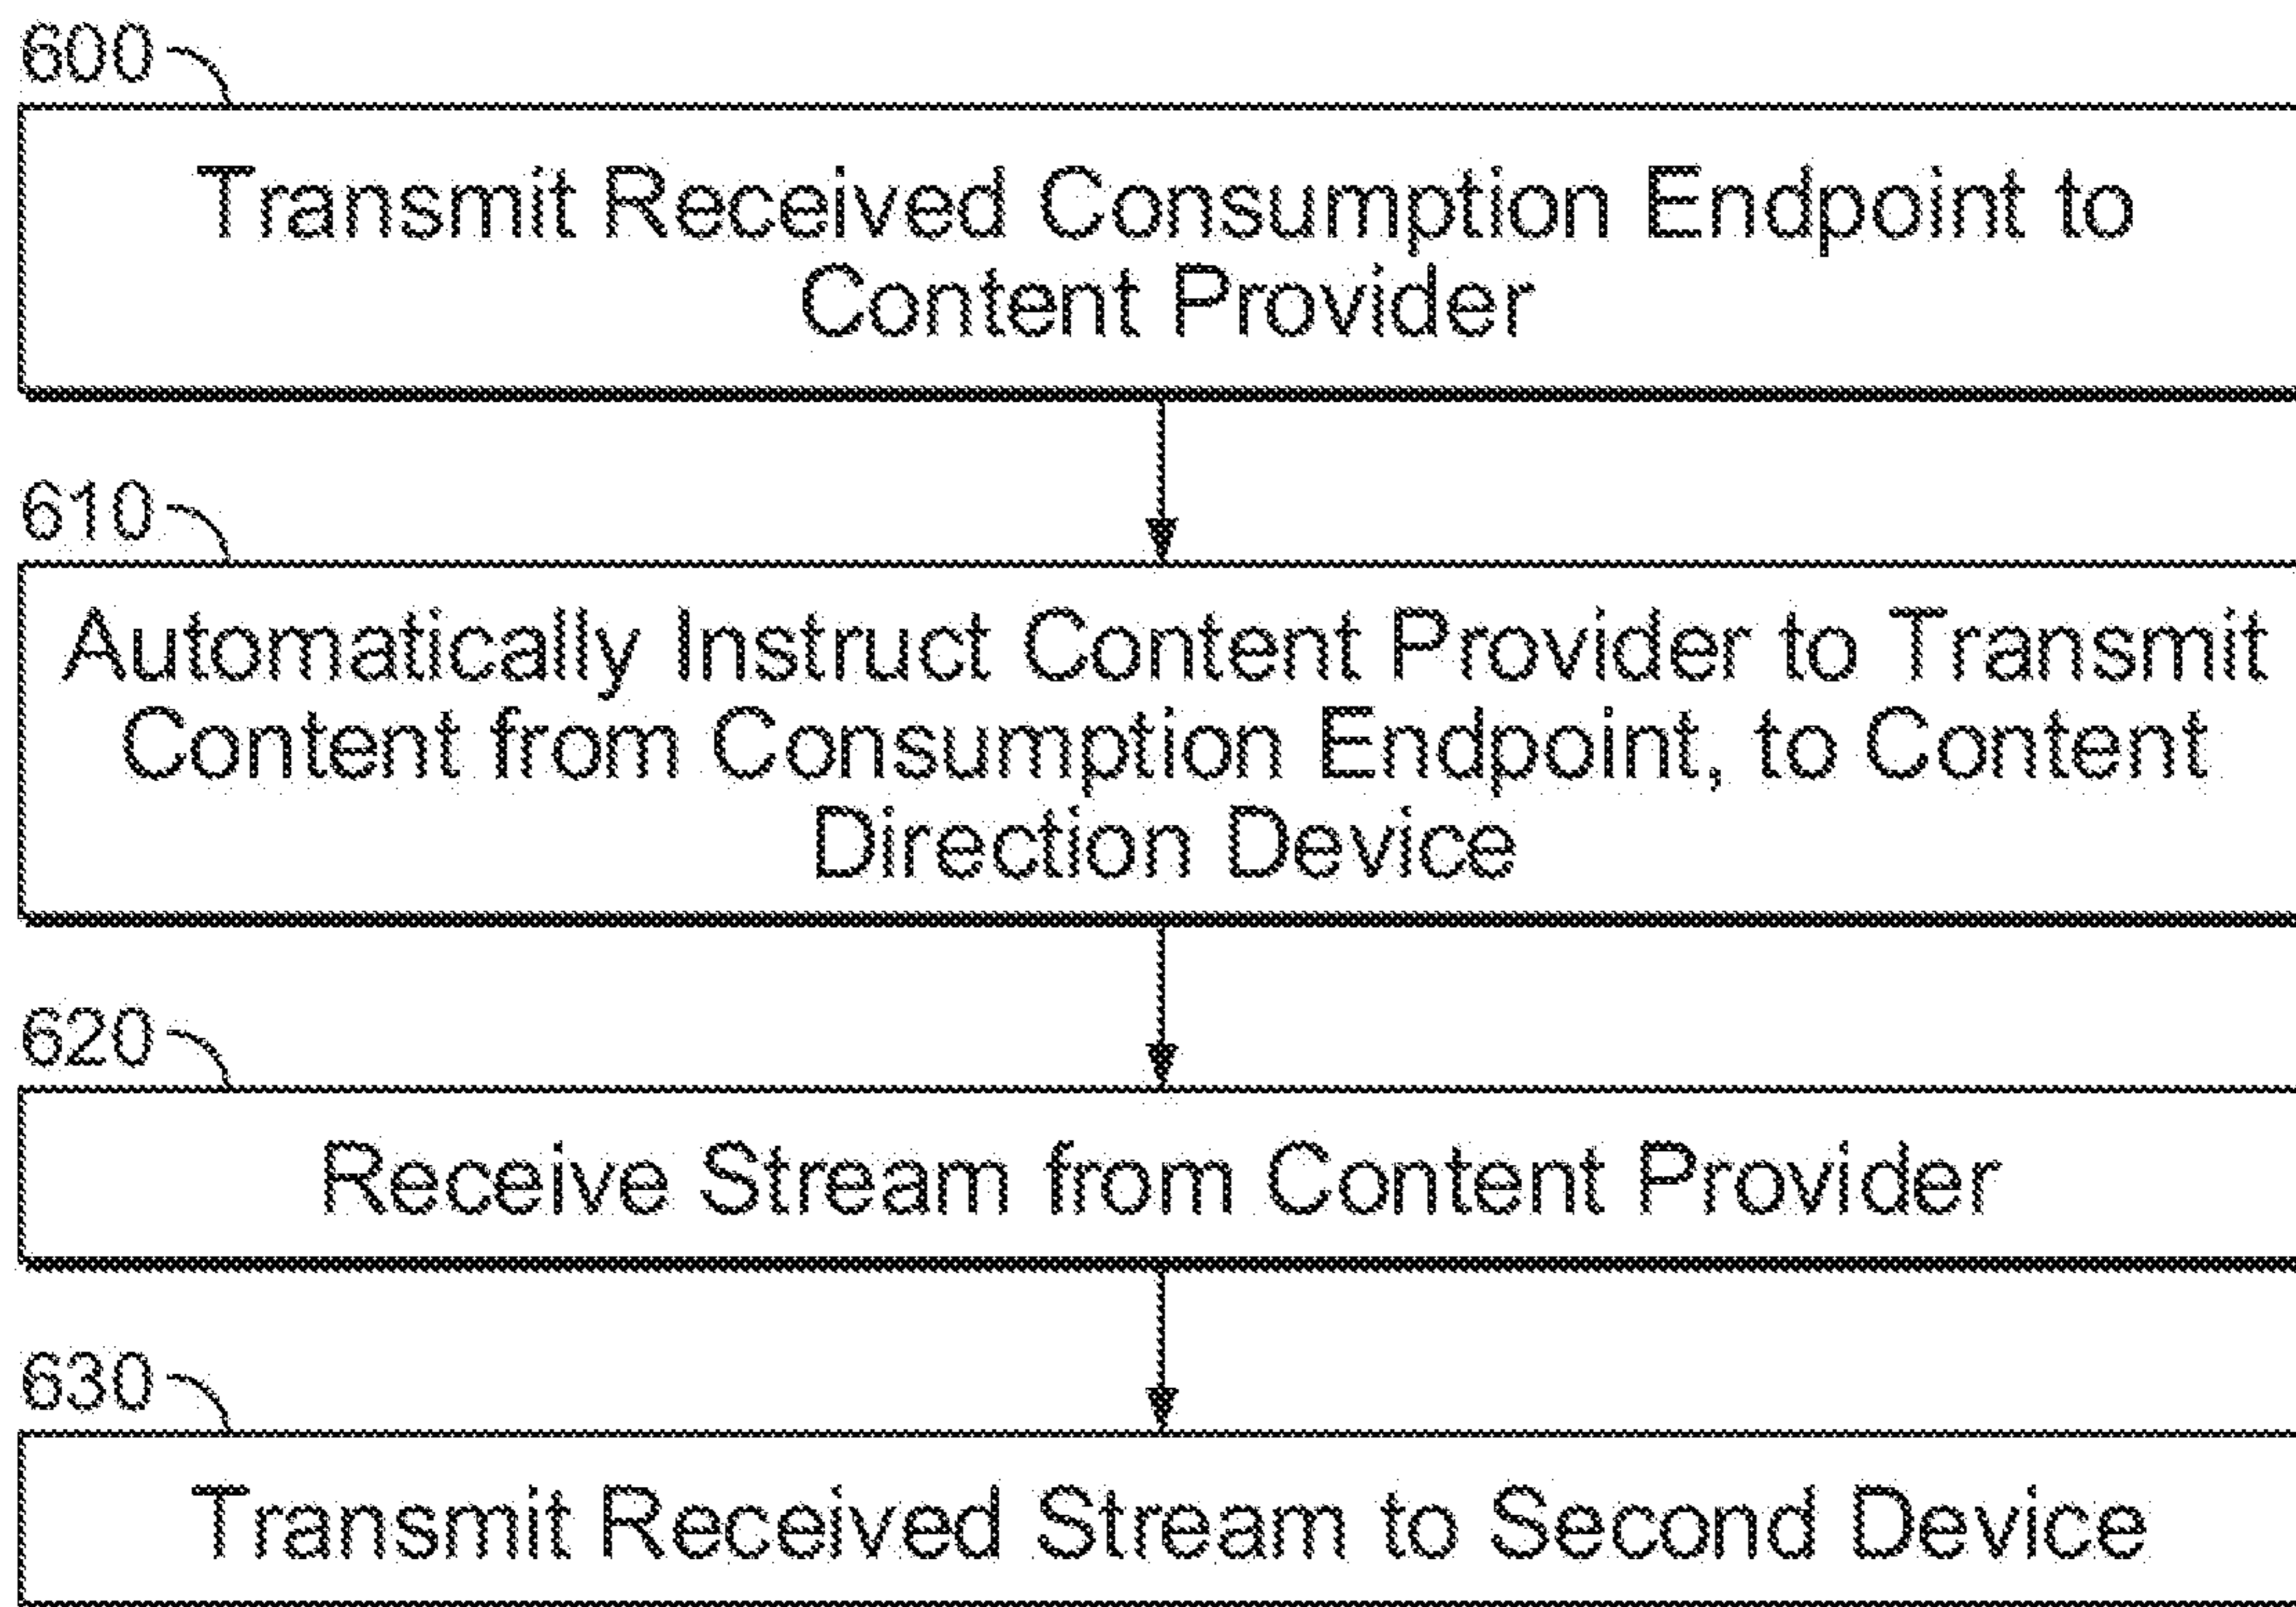 600
Transmit Received Consumption Endpoint to
Content Provider
610
Automatically Instruct Content Provider to Transmit
Content from Consumption Endpoint, to Content
Direction Device
620
Receive Stream from Content Provider
630
Transmit Received Stream to Second Device